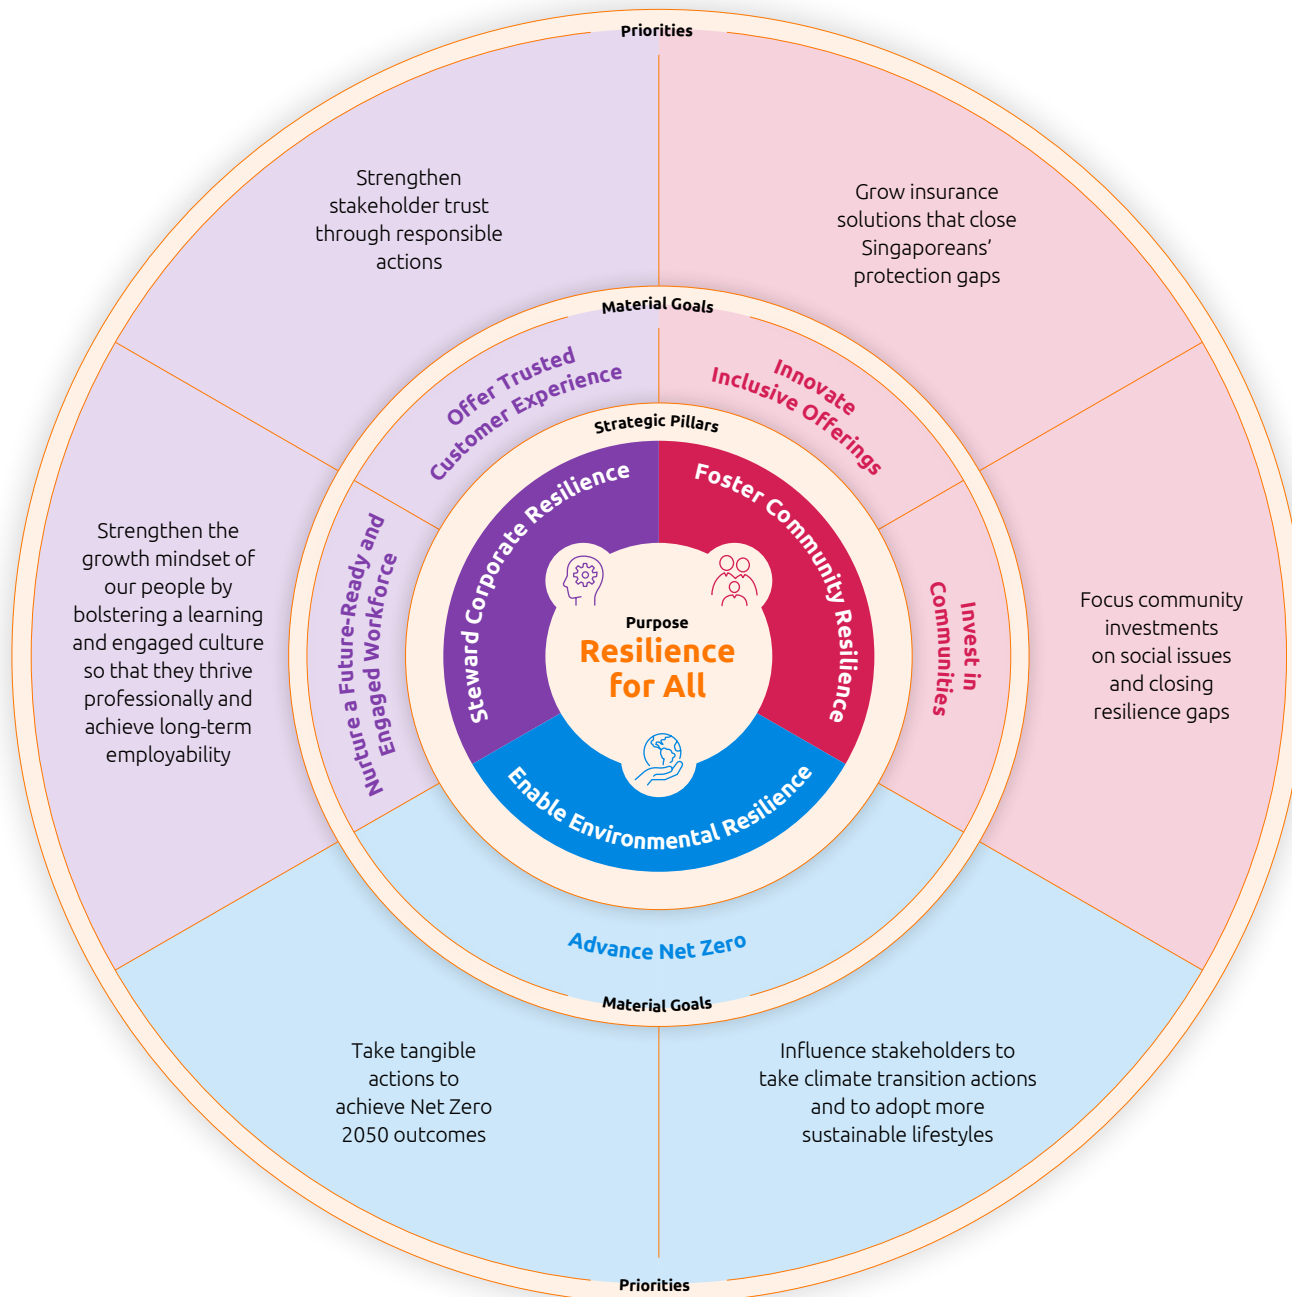 Priorities
Strengthen
stakeholder trust
through responsible
actions
Grow insurance
solutions that close
Singaporeans’
protection gaps
Material Goals
Offer Trusted
Customer Experience
Innovate
Inclusive Offerings
Strategic Pillars
Steward Corporate Resilience
Foster Community Resilience
Strengthen the
growth mindset of
our people by
bolstering a learning
and engaged culture
so that they thrive
professionally and
achieve long-term
employability
Nurture a Future-Ready and
Engaged Workforce
Purpose
Resilience
for All
Invest in
Communities
Focus community
investments
on social issues
and closing
resilience gaps
Enable Environmental Resilience
Advance Net Zero
Material Goals
Take tangible
actions to
achieve Net Zero
2050 outcomes
Influence stakeholders to
take climate transition actions
and to adopt more
sustainable lifestyles
Priorities